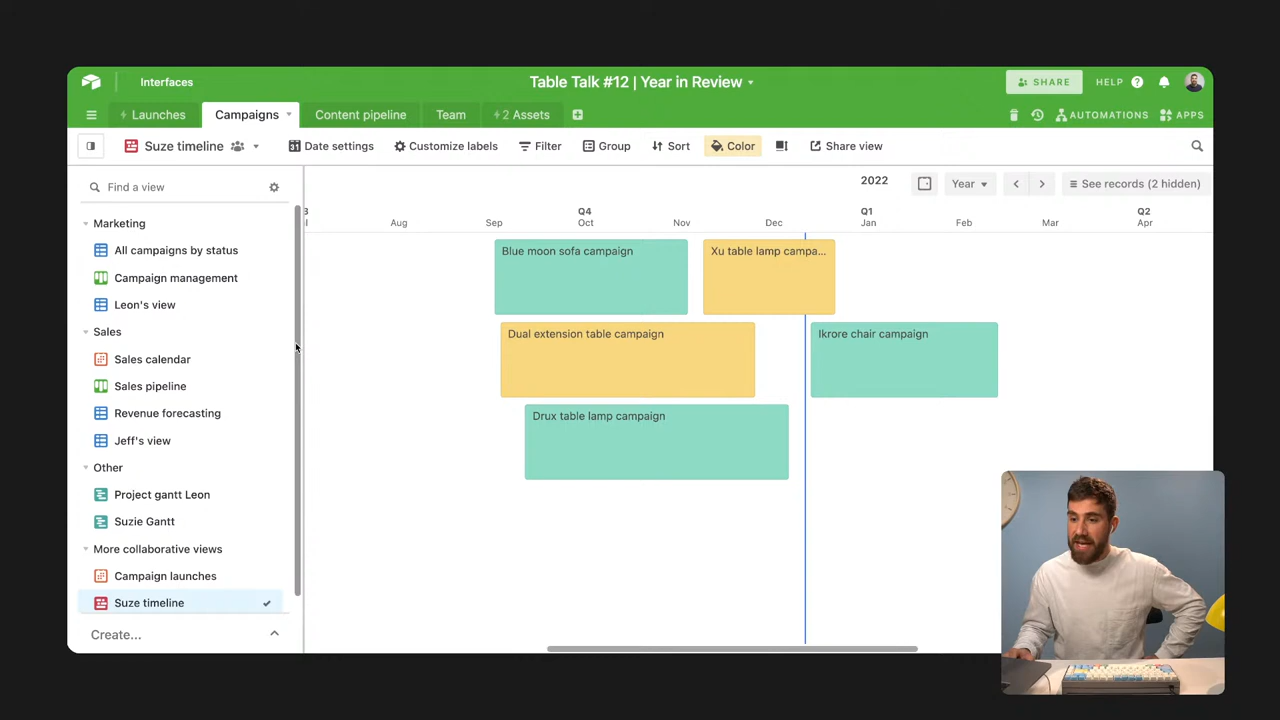 Interfaces
Table Talk #12 | Year in Review
SHARE
HELP
Launches
Campaigns
Content pipeline
Team
2 Assets
AUTOMATIONS
APPS
Suze timeline
Date settings
Customize labels
Filter
Group
Sort
Color
Share view
Find a view
2022
Year
See records (2 hidden)
3 Q4 Q1 Q2
l Aug Sep Oct Nov Dec Jan Feb Mar Apr
Marketing
All campaigns by status
Campaign management
Leon's view
Sales
Sales calendar
Sales pipeline
Revenue forecasting
Jeff's view
Other
Project gantt Leon
Suzie Gantt
More collaborative views
Campaign launches
Suze timeline
Create...
Blue moon sofa campaign
Xu table lamp campa...
Dual extension table campaign
Ikrore chair campaign
Drux table lamp campaign